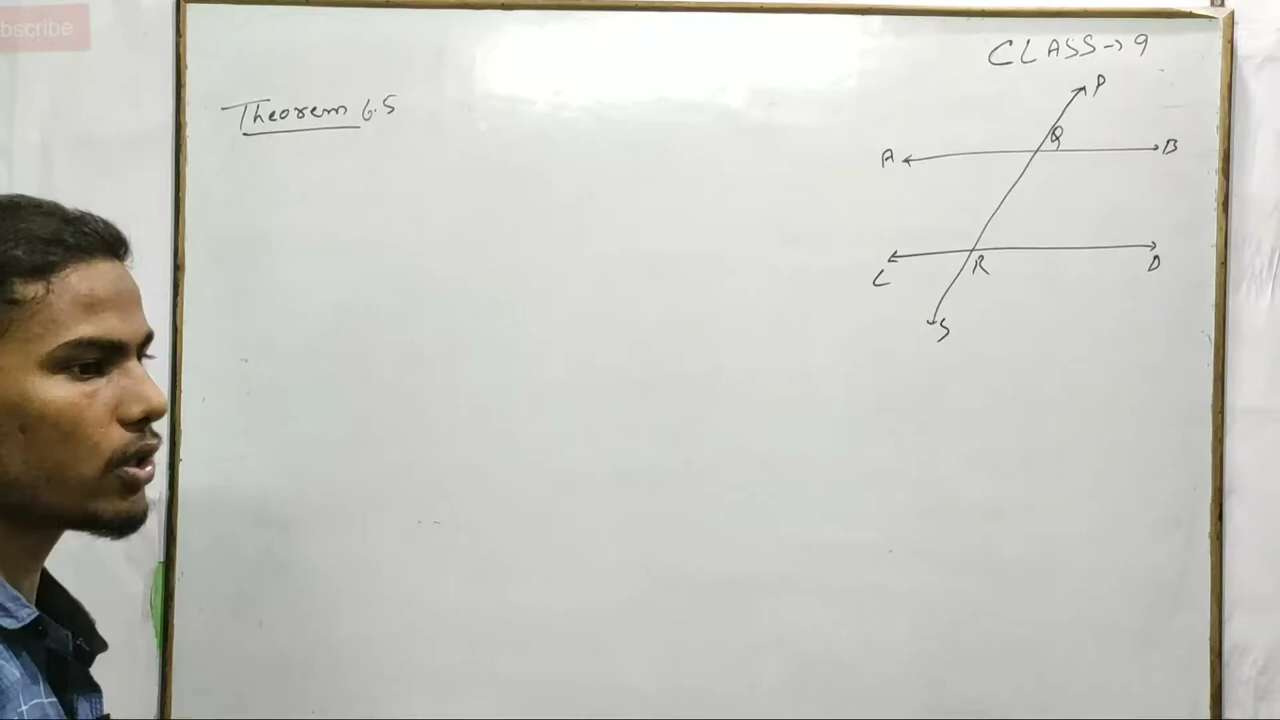 bscribe
CLASS→9
Theorem 6.5
P
Q
A B
R
C D
S